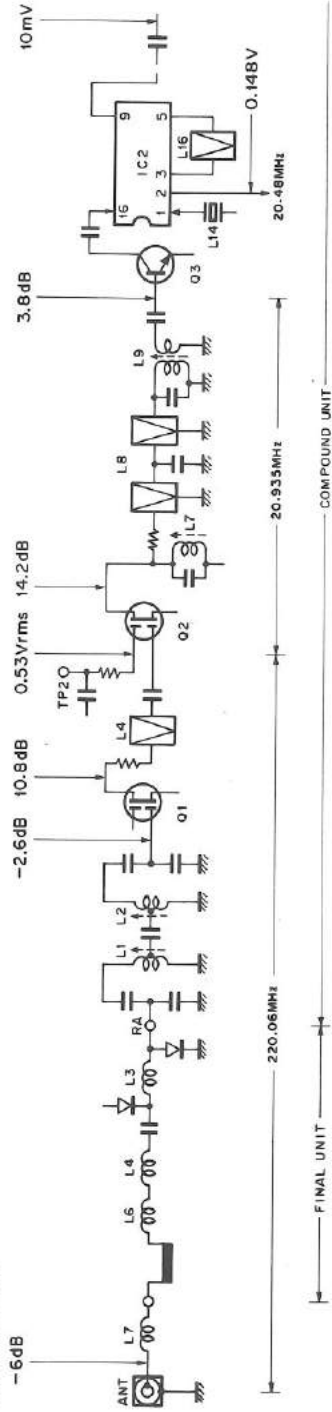 -6dB
-2.6dB
10.8dB
0.53Vrms
14.2dB
3.8dB
10mV
ANT
L7
L6
L4
L3
RA
L1
L2
Q1
L4
TP2
Q2
L7
L8
L9
Q3
16
9
IC2
1
2
3
5
L14
L16
0.148V
20.48MHz
220.06MHz
20.935MHz
FINAL UNIT
COMPOUND UNIT